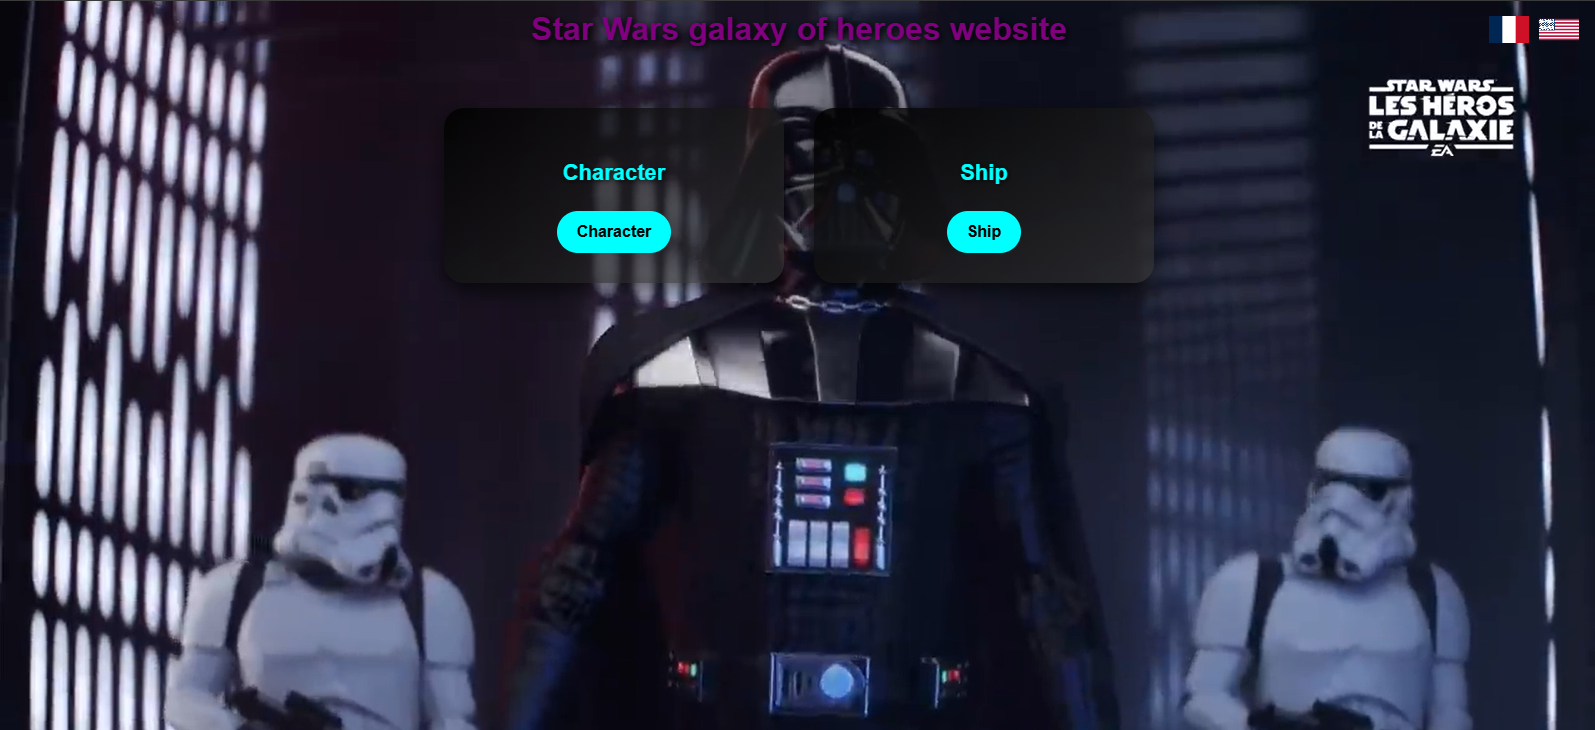 Star Wars galaxy of heroes website
STAR WARS
LES HÉROS
DE LA GALAXIE
EA
Character
Character
Ship
Ship